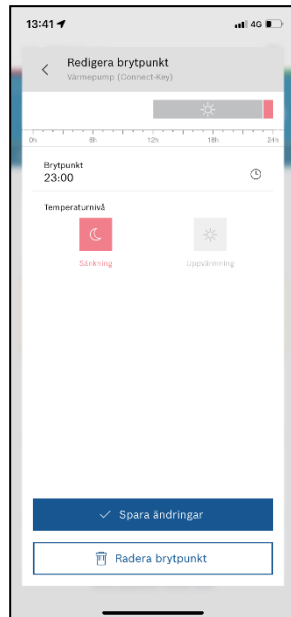 13:41
4G
Redigera brytpunkt
Värmepump (Connect-Key)
0h 6h 12h 18h 24h
Brytpunkt
23:00
Temperaturnivå
Sänkning Uppvärmning
Spara ändringar
Radera brytpunkt